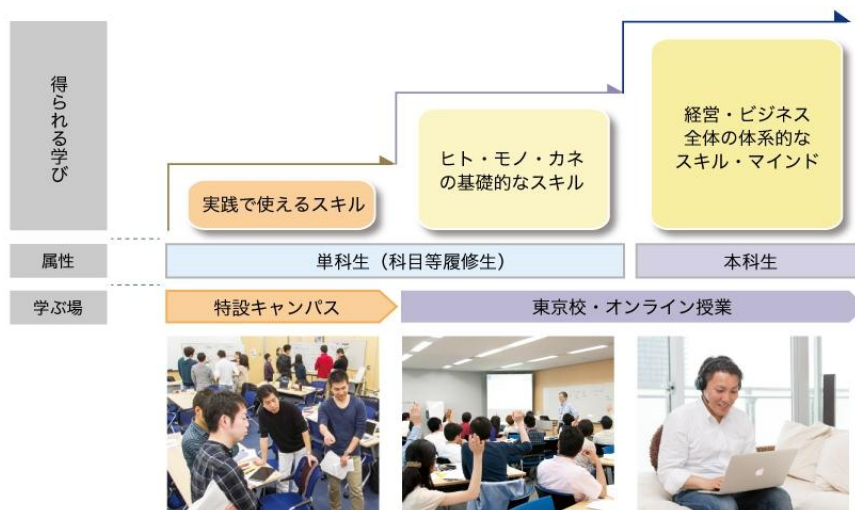 得られる学び
実践で使えるスキル
ヒト・モノ・カネ
の基礎的なスキル
経営・ビジネス
全体の体系的な
スキル・マインド
属性
単科生（科目等履修生）
本科生
学ぶ場
特設キャンパス
東京校・オンライン授業